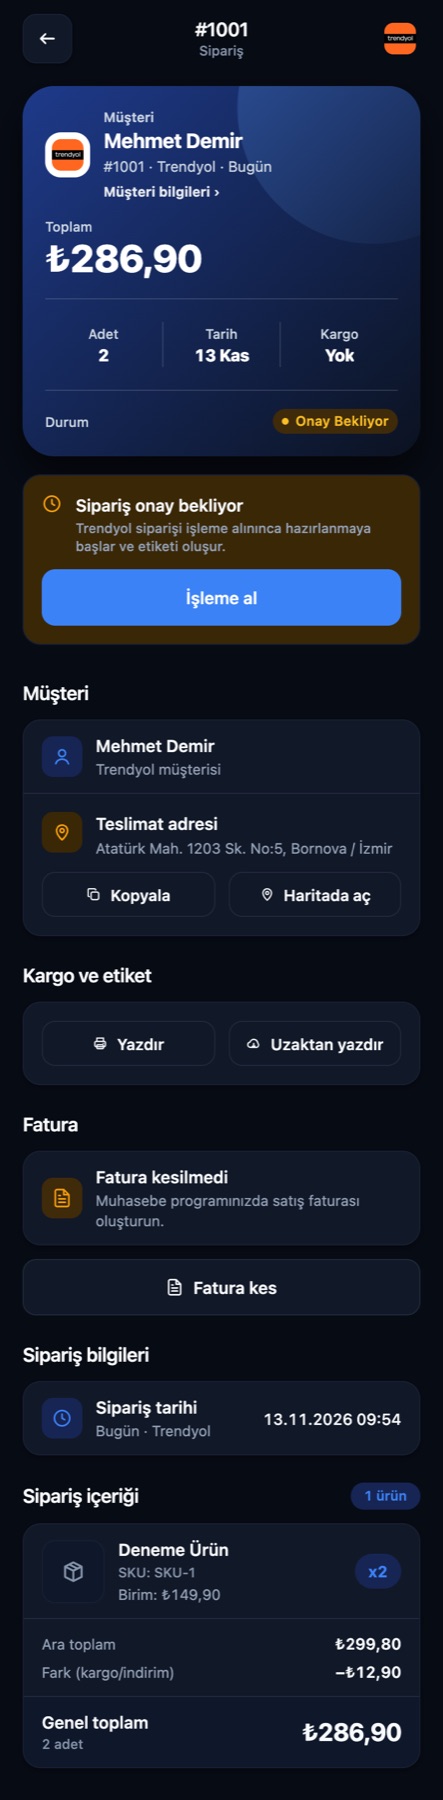 #1001
Sipariş
trendyol
Müşteri
Mehmet Demir
trendyol
#1001 · Trendyol · Bugün
Müşteri bilgileri ›
Toplam
₺286,90
Adet
2
Tarih
13 Kas
Kargo
Yok
Durum
Onay Bekliyor
Sipariş onay bekliyor
Trendyol siparişi işleme alınınca hazırlanmaya
başlar ve etiketi oluşur.
İşleme al
Müşteri
Mehmet Demir
Trendyol müşterisi
Teslimat adresi
Atatürk Mah. 1203 Sk. No:5, Bornova / İzmir
Kopyala
Haritada aç
Kargo ve etiket
Yazdır
Uzaktan yazdır
Fatura
Fatura kesilmedi
Muhasebe programınızda satış faturası
oluşturun.
Fatura kes
Sipariş bilgileri
Sipariş tarihi
Bugün · Trendyol
13.11.2026 09:54
Sipariş içeriği
1 ürün
Deneme Ürün
SKU: SKU-1
Birim: ₺149,90
x2
Ara toplam
₺299,80
Fark (kargo/indirim)
−₺12,90
Genel toplam
2 adet
₺286,90